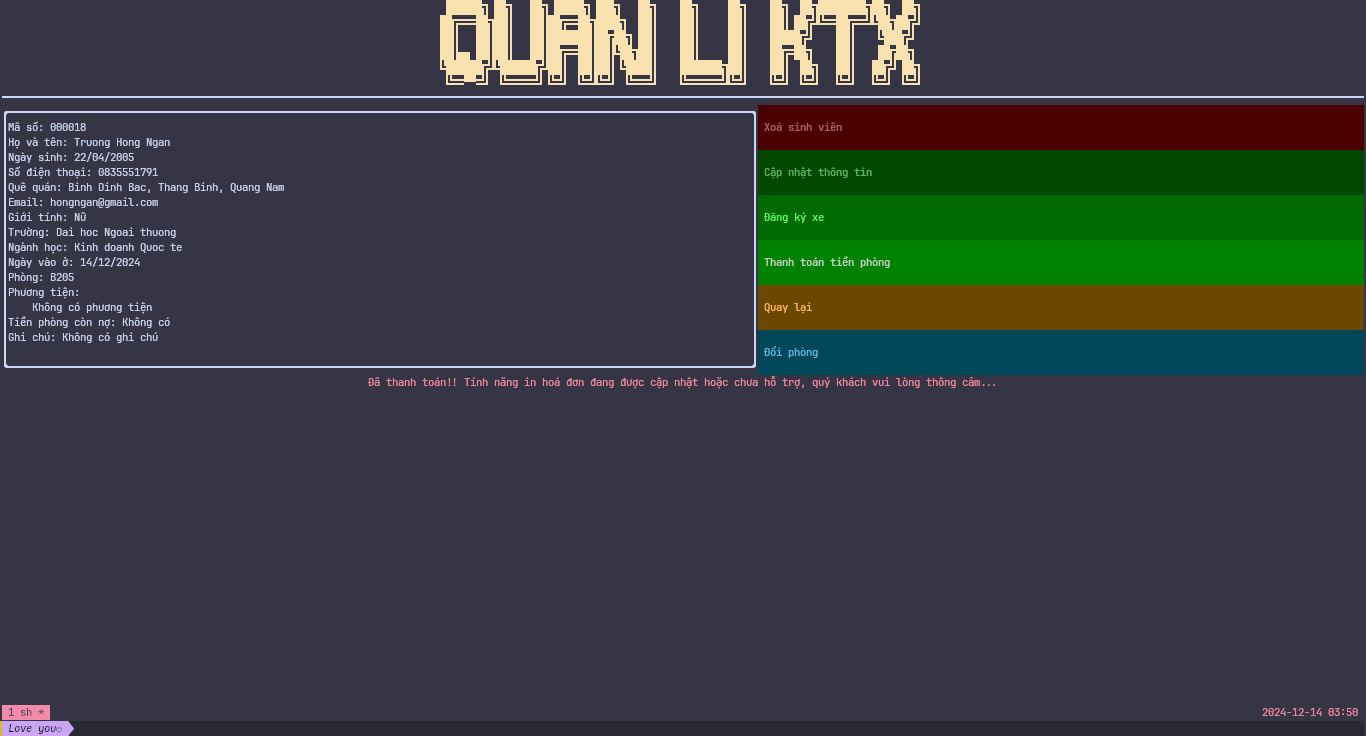 QUAN LI KTX
Mã số: 000018
Họ và tên: Truong Hong Ngan
Ngày sinh: 22/04/2005
Số điện thoại: 0835551791
Quê quán: Binh Dinh Bac, Thang Binh, Quang Nam
Email: hongngan@gmail.com
Giới tính: NỮ
Trường: Dai hoc Ngoai thuong
Ngành học: Kinh doanh Quoc te
Ngày vào ở: 14/12/2024
Phòng: B205
Phương tiện:
Không có phương tiện
Tiền phòng còn nợ: Không có
Ghi chú: Không có ghi chú
Xoá sinh viên
Cập nhật thông tin
Đăng ký xe
Thanh toán tiền phòng
Quay lại
Đổi phòng
Đã thanh toán!! Tính năng in hoá đơn đang được cập nhật hoặc chưa hỗ trợ, quý khách vui lòng thông cảm...
1 sh *
2024-12-14 03:50
Love you♡